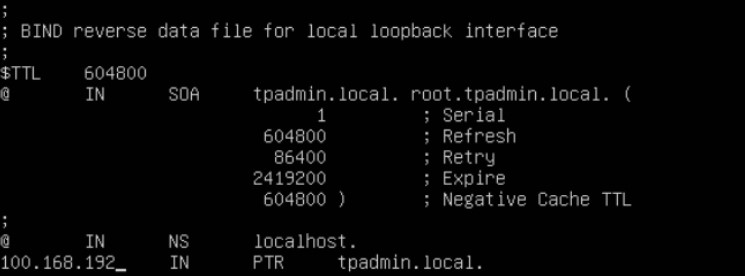 ;
; BIND reverse data file for local loopback interface
;
$TTL    604800
@       IN      SOA     tpadmin.local. root.tpadmin.local. (
                              1         ; Serial
                         604800         ; Refresh
                          86400         ; Retry
                        2419200         ; Expire
                         604800 )       ; Negative Cache TTL
;
@       IN      NS      localhost.
100.168.192_    IN      PTR     tpadmin.local.